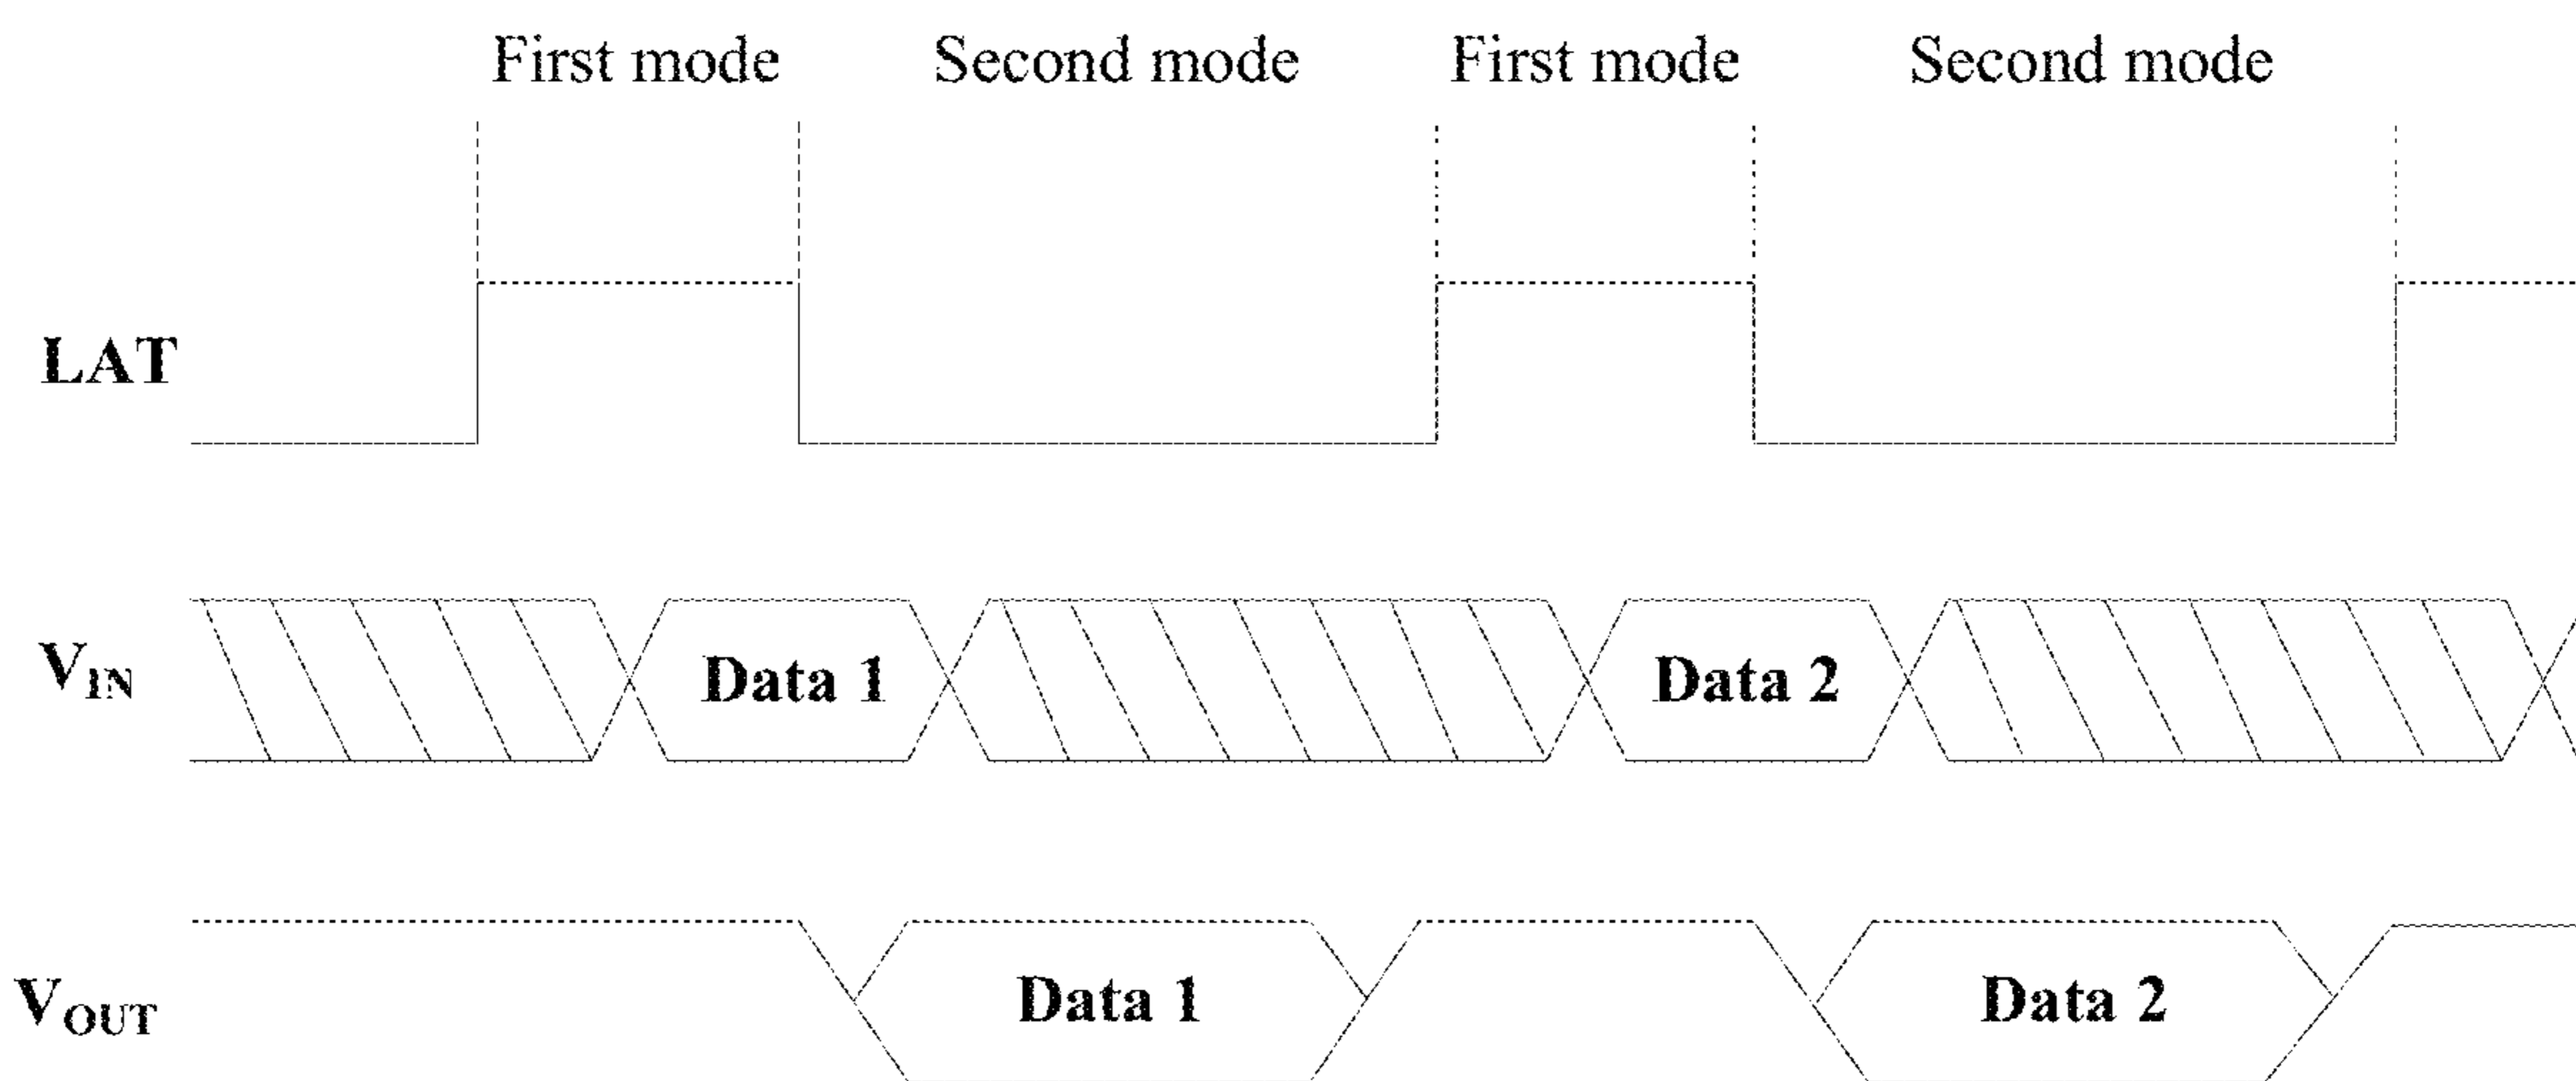 First mode Second mode First mode Second mode
LAT
VIN Data 1 Data 2
VOUT Data 1 Data 2